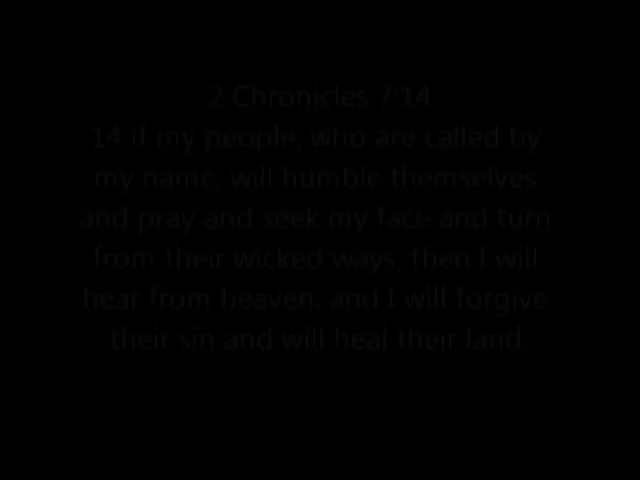 2 Chronicles 7:14
14 if my people, who are called by
my name, will humble themselves
and pray and seek my face and turn
from their wicked ways, then I will
hear from heaven, and I will forgive
their sin and will heal their land.